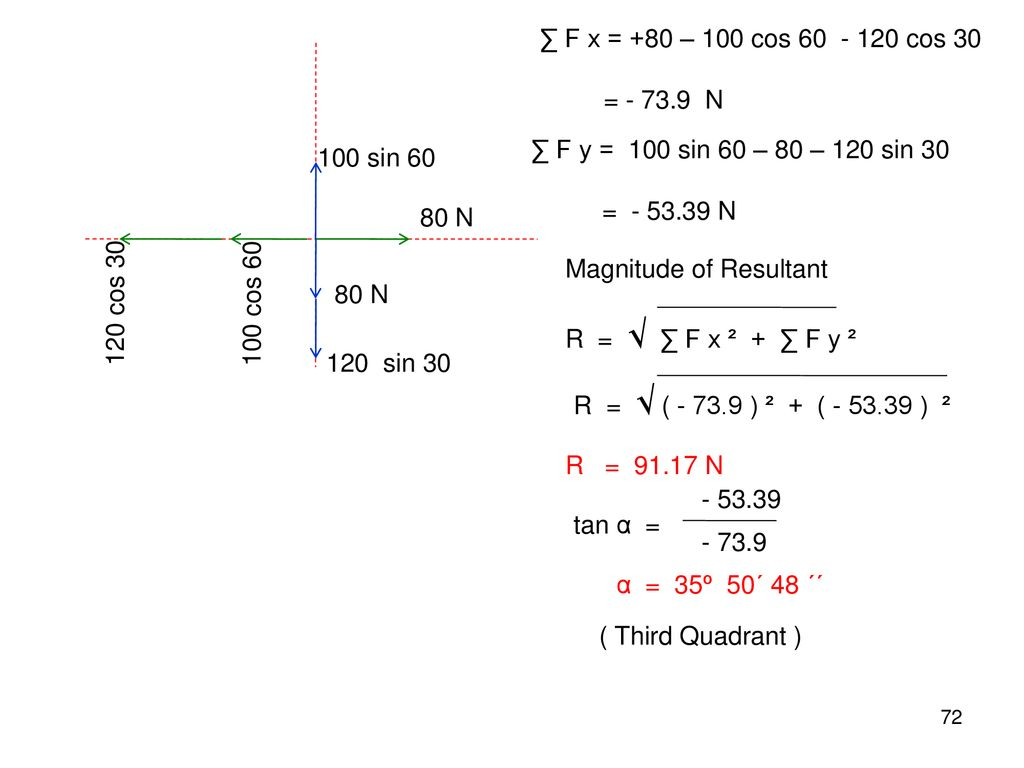 ∑ F x = +80 – 100 cos 60 - 120 cos 30
= - 73.9 N
∑ F y = 100 sin 60 – 80 – 120 sin 30
= - 53.39 N
100 sin 60
80 N
120 cos 30
100 cos 60
80 N
120 sin 30
Magnitude of Resultant
R = √ ∑ F x ² + ∑ F y ²
R = √ ( - 73.9 ) ² + ( - 53.39 ) ²
R = 91.17 N
- 53.39
tan α =
- 73.9
α = 35º 50´ 48 ´´
( Third Quadrant )
72